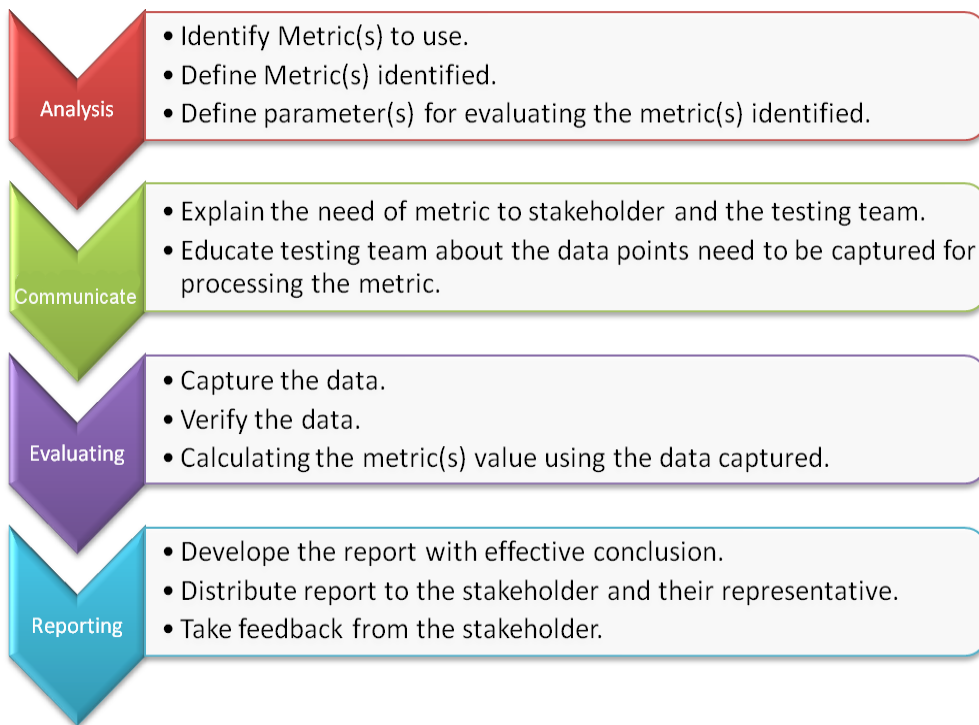 Analysis
• Identify Metric(s) to use.
• Define Metric(s) identified.
• Define parameter(s) for evaluating the metric(s) identified.
Communicate
• Explain the need of metric to stakeholder and the testing team.
• Educate testing team about the data points need to be captured for
processing the metric.
Evaluating
• Capture the data.
• Verify the data.
• Calculating the metric(s) value using the data captured.
Reporting
• Develope the report with effective conclusion.
• Distribute report to the stakeholder and their representative.
• Take feedback from the stakeholder.